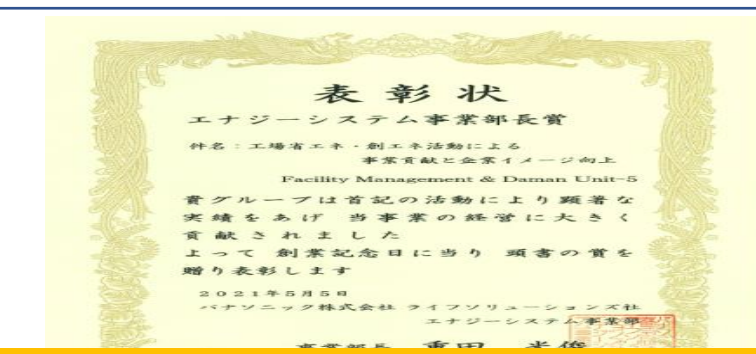 表彰状
エナジーシステム事業部長賞
件名：工場省エネ・創エネ活動による
事業貢献と企業イメージ向上
Facility Management & Daman Unit-5
貴グループは首記の活動により顕著な
実績をあげ 当事業の経営に大きく
貢献されました
よって 創業記念日に当り 頭書の賞を
贈り表彰します
2021年5月5日
パナソニック株式会社 ライフソリューションズ社
エナジーシステム事業部
事業部長 重田 光俊